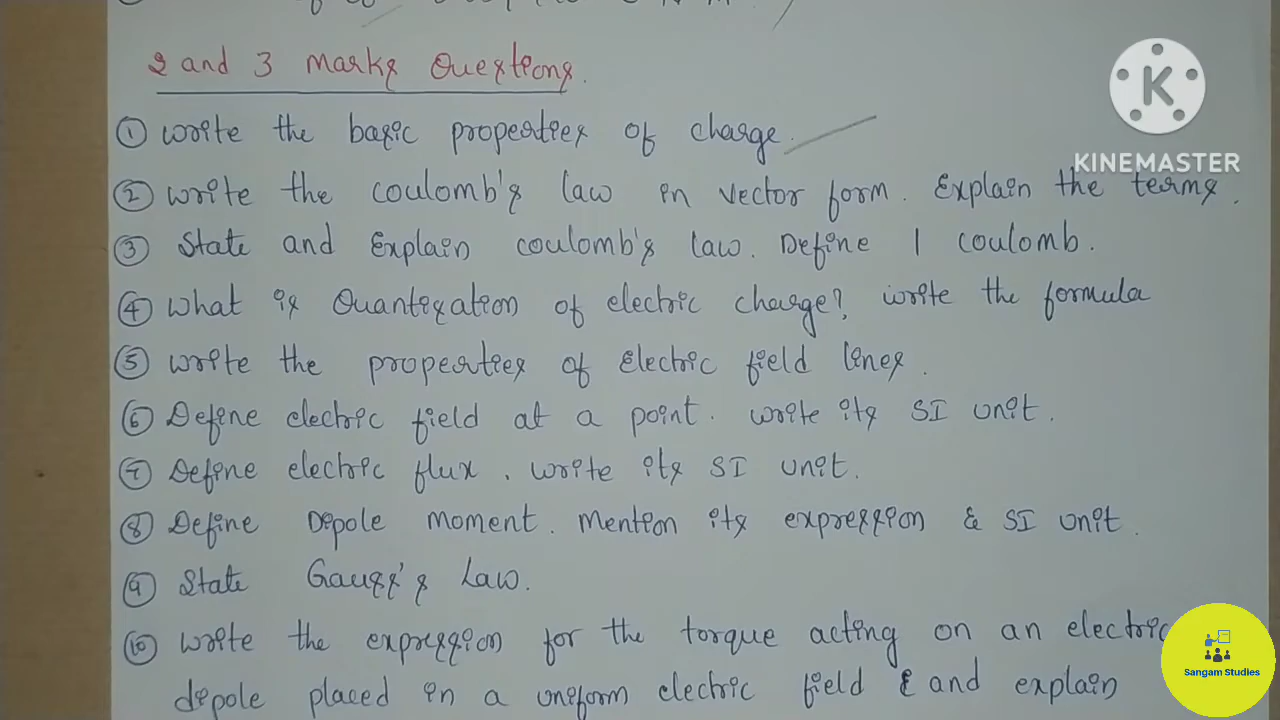 2 and 3 Marks Questions.
① Write the basic properties of charge.
② Write the coulomb's law in vector form. Explain the terms.
③ State and Explain coulomb's law. Define 1 coulomb.
④ What is Quantization of electric charge? write the formula
⑤ Write the properties of Electric field lines.
⑥ Define electric field at a point. Write its SI unit.
⑦ Define electric flux. Write its SI unit.
⑧ Define Dipole moment. Mention its expression & SI unit.
⑨ State Gauss's Law.
⑩ Write the expression for the torque acting on an electric
dipole placed in a uniform electric field E and explain
KINEMASTER
Sangam Studies